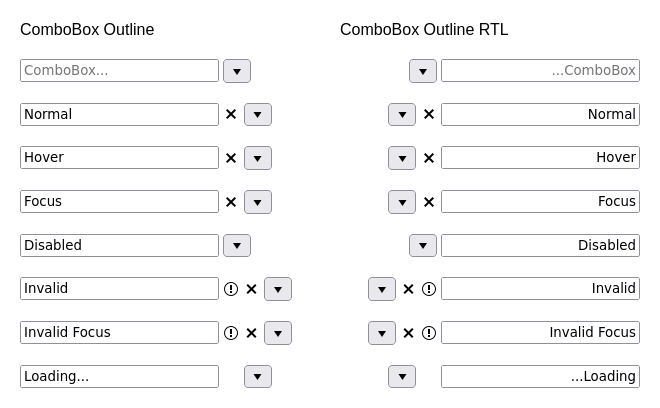 ComboBox Outline
ComboBox Outline RTL
ComboBox...
...ComboBox
Normal
Normal
Hover
Hover
Focus
Focus
Disabled
Disabled
Invalid
Invalid
Invalid Focus
Invalid Focus
Loading...
...Loading